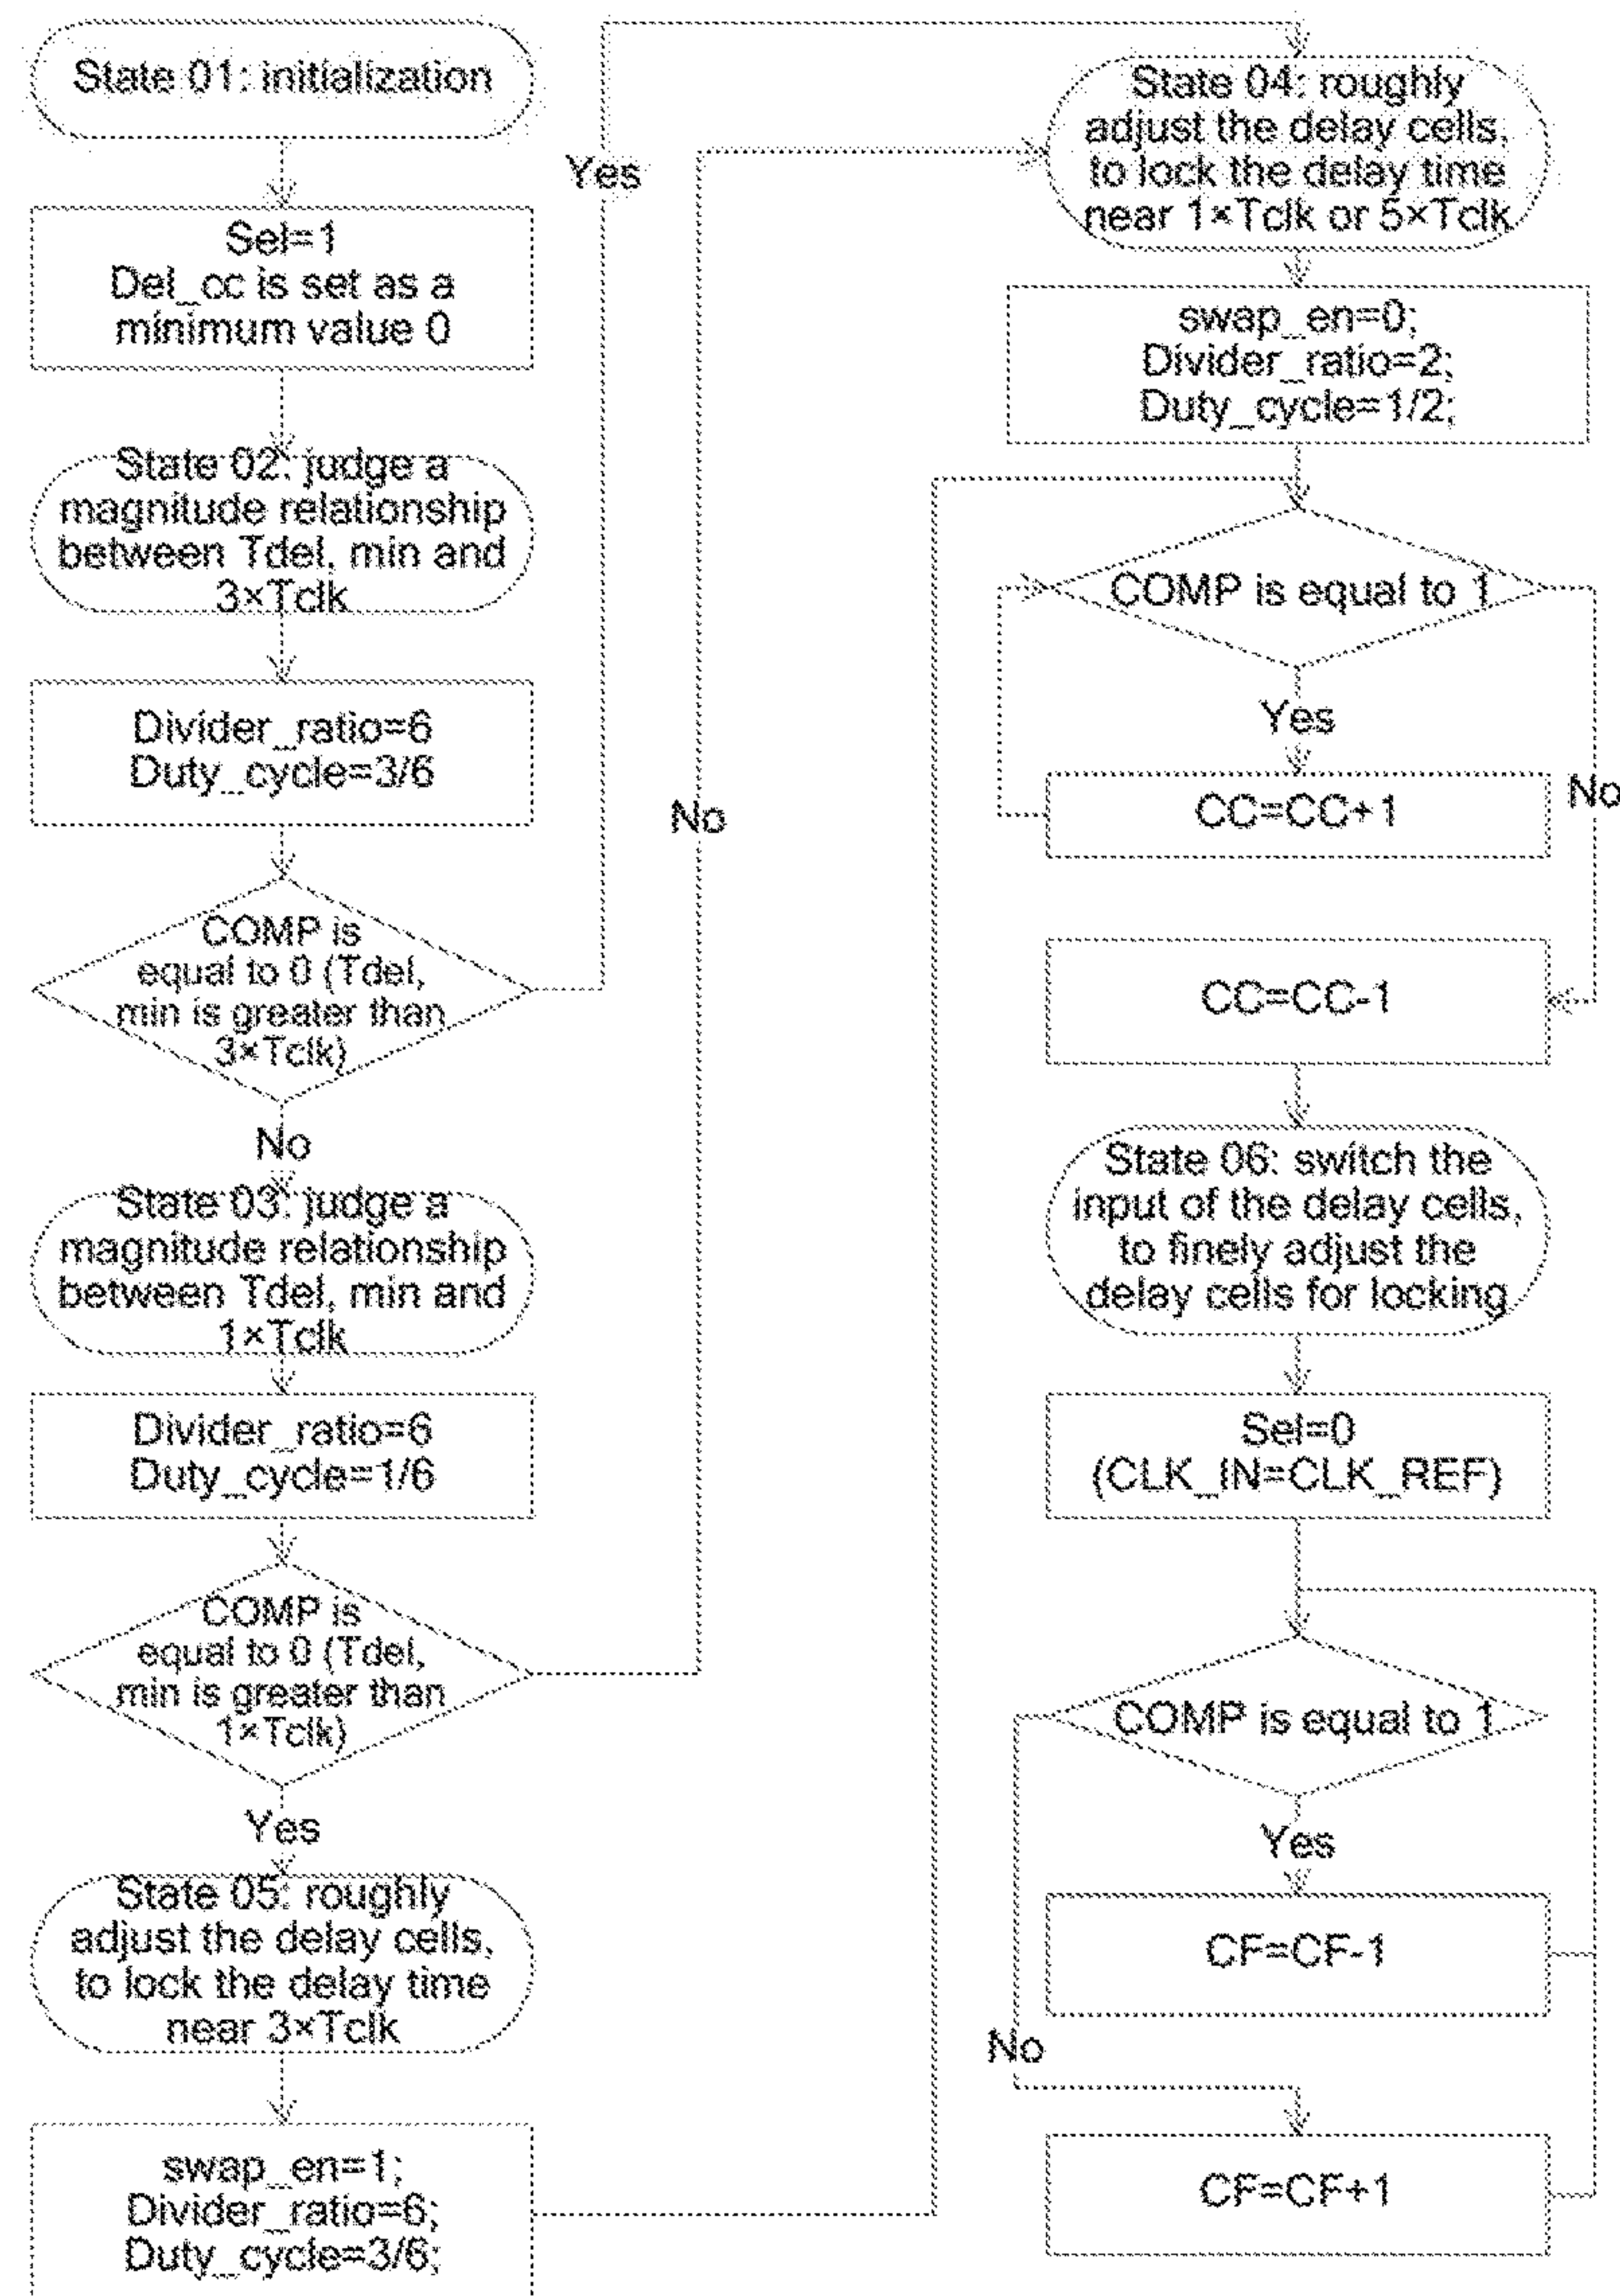 State 01: initialization
Sel=1
Del_cc is set as a
minimum value 0
State 02: judge a
magnitude relationship
between Tdel, min and
3×Tclk
Divider_ratio=6
Duty_cycle=3/6
COMP is
equal to 0 (Tdel,
min is greater than
3×Tclk)
Yes
No
State 03: judge a
magnitude relationship
between Tdel, min and
1×Tclk
Divider_ratio=6
Duty_cycle=1/6
COMP is
equal to 0 (Tdel,
min is greater than
1×Tclk)
No
Yes
State 05: roughly
adjust the delay cells,
to lock the delay time
near 3×Tclk
swap_en=1;
Divider_ratio=6;
Duty_cycle=3/6;
State 04: roughly
adjust the delay cells,
to lock the delay time
near 1×Tclk or 5×Tclk
swap_en=0;
Divider_ratio=2;
Duty_cycle=1/2;
COMP is equal to 1
Yes
No
CC=CC+1
CC=CC-1
State 06: switch the
input of the delay cells,
to finely adjust the
delay cells for locking
Sel=0
(CLK_IN=CLK_REF)
COMP is equal to 1
Yes
CF=CF-1
No
CF=CF+1